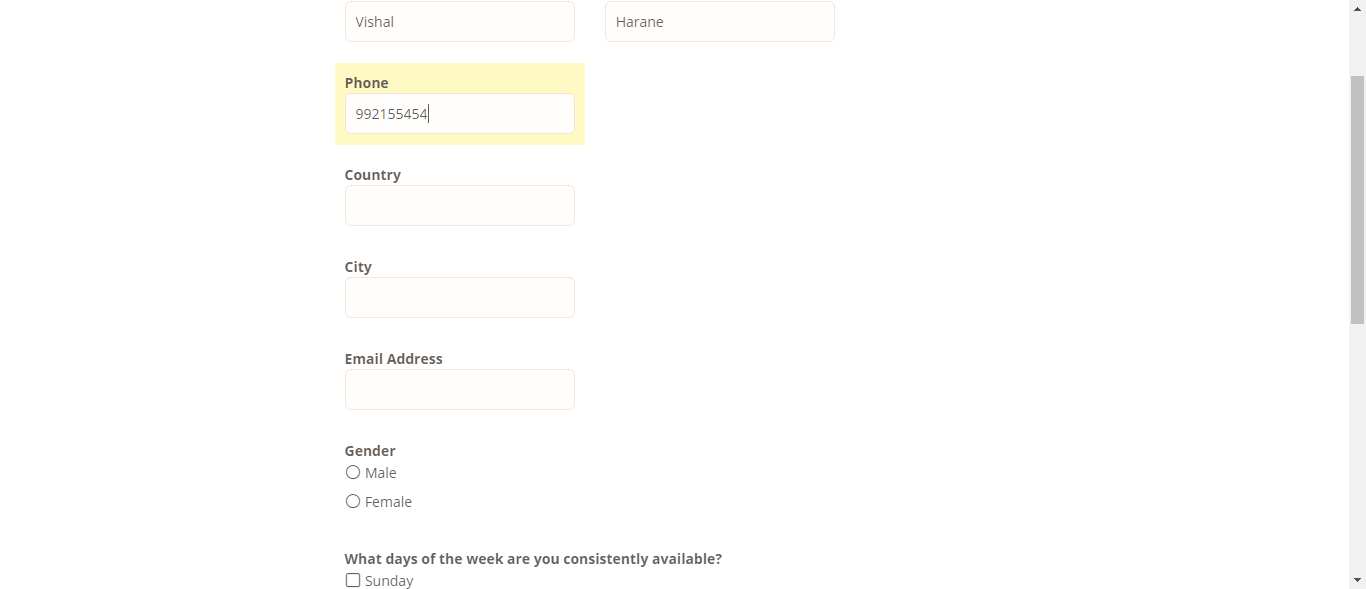 Vishal Harane
Phone
992155454
Country
City
Email Address
Gender
Male
Female
What days of the week are you consistently available?
Sunday